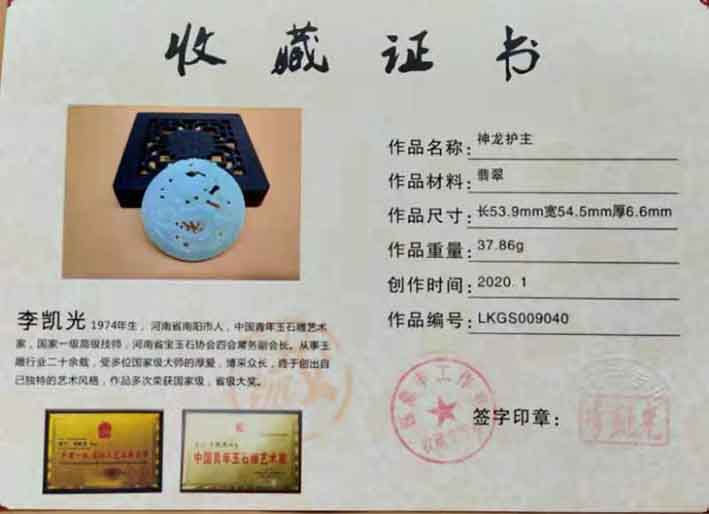 收藏证书
作品名称：神龙护主
作品材料：翡翠
作品尺寸：长53.9mm宽54.5mm厚6.6mm
作品重量：37.86g
创作时间：2020.1
作品编号：LKGS009040
李凯光 1974年生，河南省南阳市人，中国青年玉石雕艺术
家，国家一级高级技师，河南省宝玉石协会四会常务副会长。从事玉
雕行业二十余载，受多位国家级大师的厚爱，博采众长，终于创出自
己独特的艺术风格，作品多次荣获国家级，省级大奖。
中国青年玉石雕艺术家
签字印章：